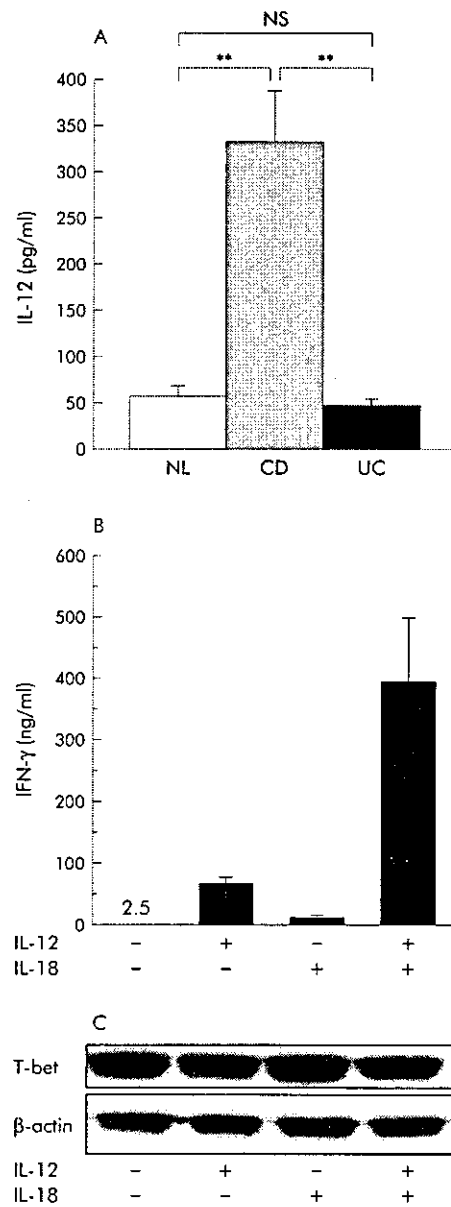 NS
A
** **
400
350
300
250
200
150
100
50
0
IL-12 (pg/ml)
NL CD UC
B
600
500
400
300
200
100
0
IFN-γ (ng/ml)
2.5
IL-12 – + – +
IL-18 – – + +
C
T-bet
β-actin
IL-12 – + – +
IL-18 – – + +